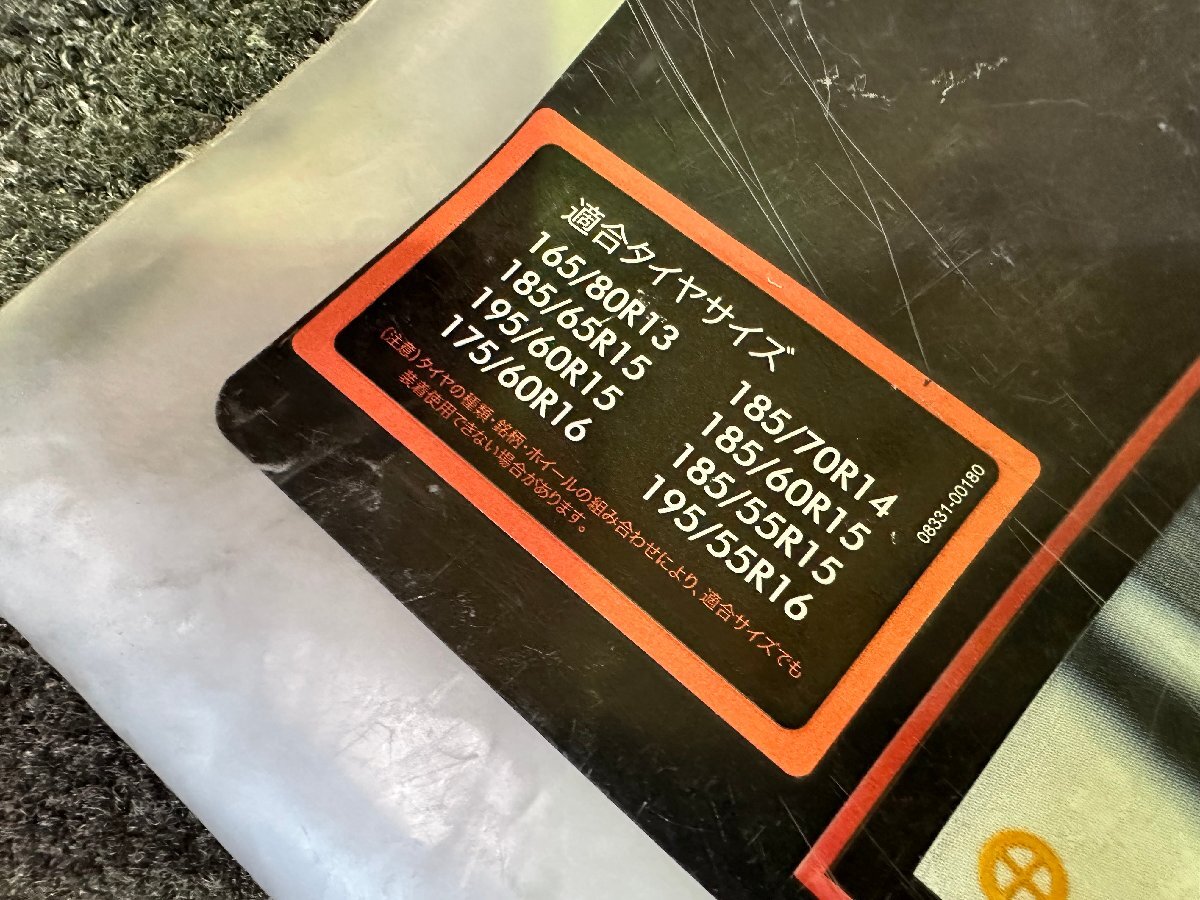 適合タイヤサイズ
165/80R13
185/65R15
195/60R15
175/60R16
185/70R14
185/60R15
185/55R15
195/55R16
(注意)タイヤの種類・銘柄・ホイールの組み合わせにより、適合サイズでも
装着使用できない場合があります。
08331-00180